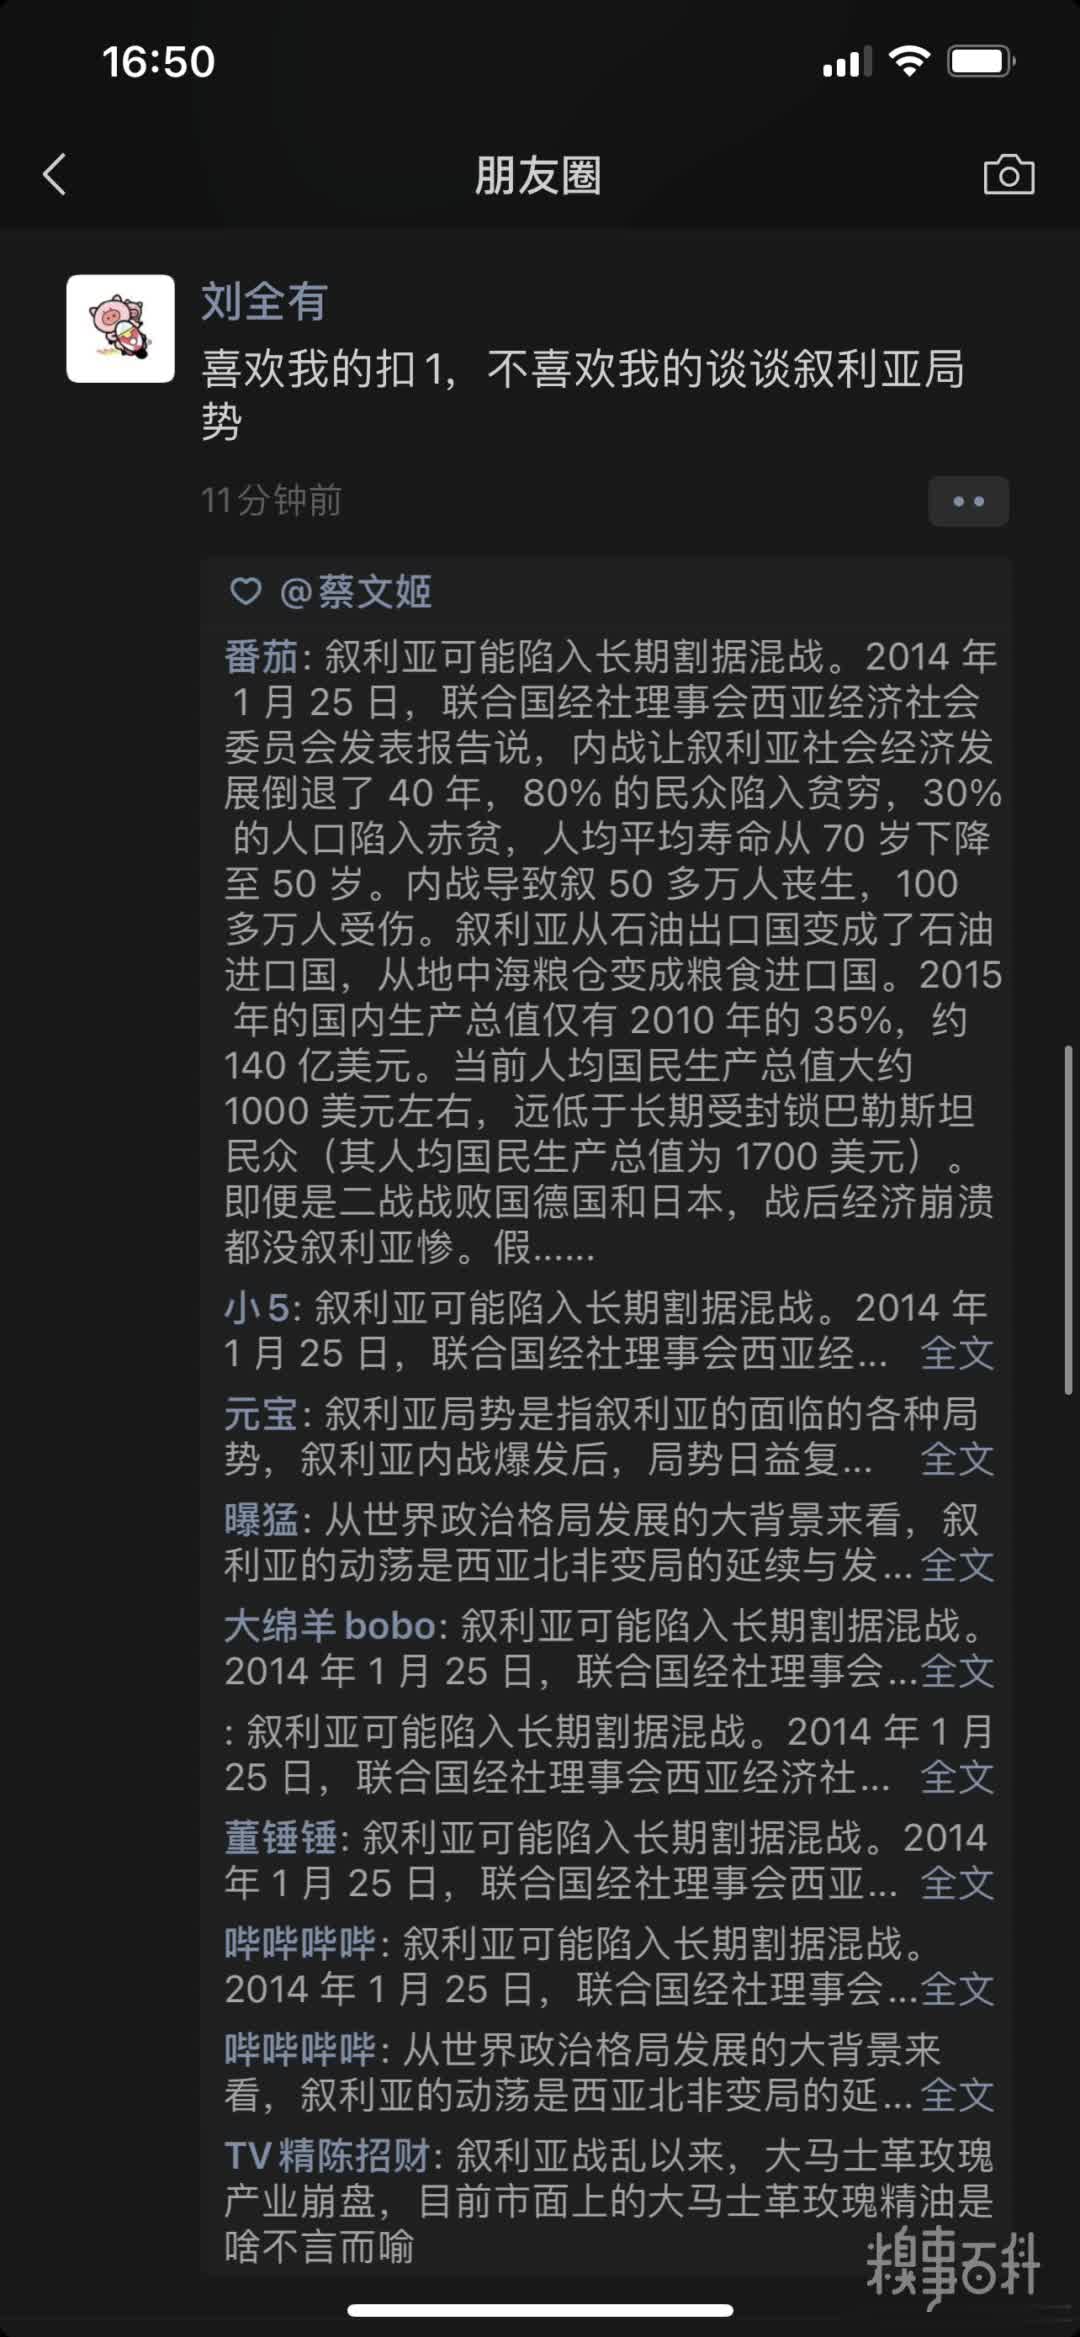 16:50
朋友圈
刘全有
喜欢我的扣1，不喜欢我的谈谈叙利亚局
势
11分钟前
@蔡文姬
番茄: 叙利亚可能陷入长期割据混战。2014 年
1 月 25 日，联合国经社理事会西亚经济社会
委员会发表报告说，内战让叙利亚社会经济发
展倒退了 40 年，80% 的民众陷入贫穷，30%
的人口陷入赤贫，人均平均寿命从 70 岁下降
至 50 岁。内战导致叙 50 多万人丧生，100
多万人受伤。叙利亚从石油出口国变成了石油
进口国，从地中海粮仓变成粮食进口国。2015
年的国内生产总值仅有 2010 年的 35%，约
140 亿美元。当前人均国民生产总值大约
1000 美元左右，远低于长期受封锁巴勒斯坦
民众（其人均国民生产总值为 1700 美元）。
即便是二战战败国德国和日本，战后经济崩溃
都没叙利亚惨。假......
小5: 叙利亚可能陷入长期割据混战。2014 年
1 月 25 日，联合国经社理事会西亚经... 全文
元宝: 叙利亚局势是指叙利亚的面临的各种局
势，叙利亚内战爆发后，局势日益复... 全文
曝猛: 从世界政治格局发展的大背景来看，叙
利亚的动荡是西亚北非变局的延续与发...全文
大绵羊bobo: 叙利亚可能陷入长期割据混战。
2014 年 1 月 25 日，联合国经社理事会...全文
: 叙利亚可能陷入长期割据混战。2014 年 1 月
25 日，联合国经社理事会西亚经济社... 全文
董锤锤: 叙利亚可能陷入长期割据混战。2014
年 1 月 25 日，联合国经社理事会西亚... 全文
哔哔哔哔: 叙利亚可能陷入长期割据混战。
2014 年 1 月 25 日，联合国经社理事会...全文
哔哔哔哔: 从世界政治格局发展的大背景来
看，叙利亚的动荡是西亚北非变局的延...全文
TV精陈招财: 叙利亚战乱以来，大马士革玫瑰
产业崩盘，目前市面上的大马士革玫瑰精油是
啥不言而喻
糗事百科